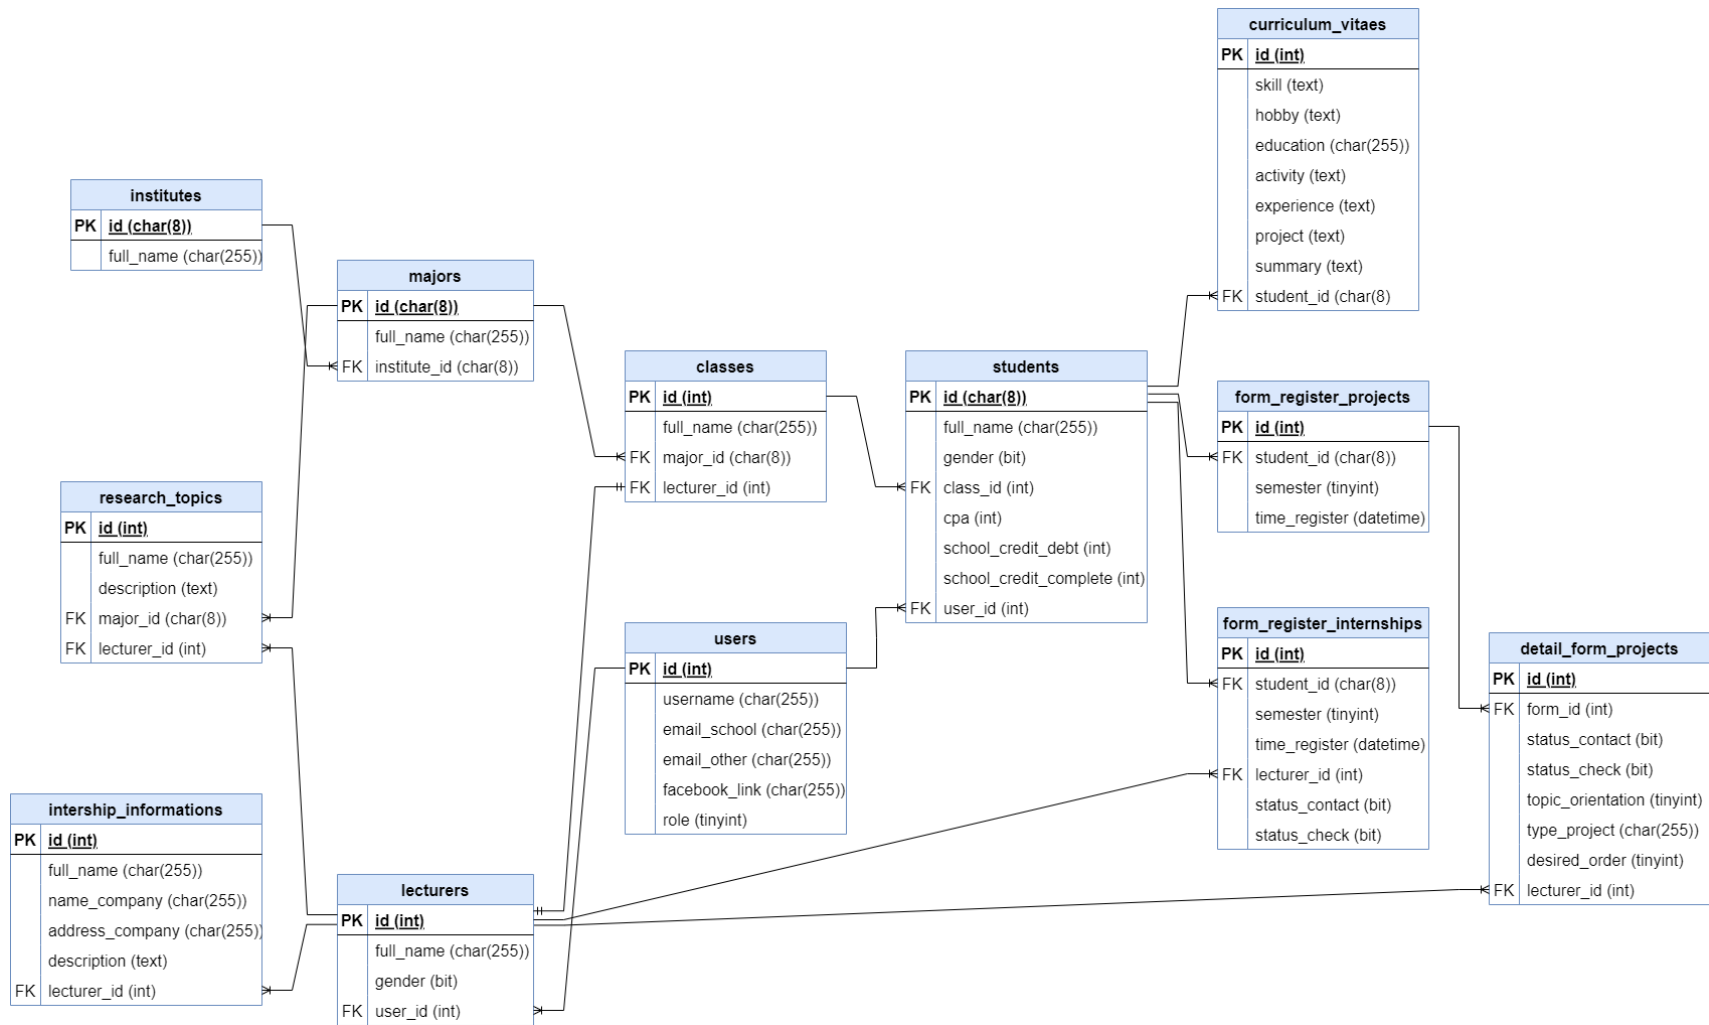 curriculum_vitaes
PK id (int)
skill (text)
hobby (text)
education (char(255))
activity (text)
experience (text)
project (text)
summary (text)
FK student_id (char(8)
institutes
PK id (char(8))
full_name (char(255))
majors
PK id (char(8))
full_name (char(255))
FK institute_id (char(8))
classes
PK id (int)
full_name (char(255))
FK major_id (char(8))
FK lecturer_id (int)
students
PK id (char(8))
full_name (char(255))
gender (bit)
FK class_id (int)
cpa (int)
school_credit_debt (int)
school_credit_complete (int)
FK user_id (int)
form_register_projects
PK id (int)
FK student_id (char(8))
semester (tinyint)
time_register (datetime)
research_topics
PK id (int)
full_name (char(255))
description (text)
FK major_id (char(8))
FK lecturer_id (int)
users
PK id (int)
username (char(255))
email_school (char(255))
email_other (char(255))
facebook_link (char(255))
role (tinyint)
form_register_internships
PK id (int)
FK student_id (char(8))
semester (tinyint)
time_register (datetime)
FK lecturer_id (int)
status_contact (bit)
status_check (bit)
detail_form_projects
PK id (int)
FK form_id (int)
status_contact (bit)
status_check (bit)
topic_orientation (tinyint)
type_project (char(255))
desired_order (tinyint)
FK lecturer_id (int)
intership_informations
PK id (int)
full_name (char(255))
name_company (char(255))
address_company (char(255))
description (text)
FK lecturer_id (int)
lecturers
PK id (int)
full_name (char(255))
gender (bit)
FK user_id (int)